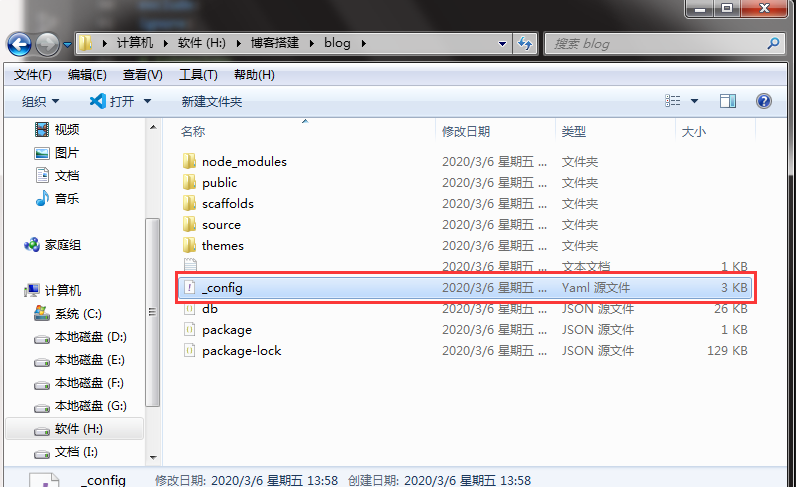 计算机 软件 (H:) 博客搭建 blog 搜索 blog
文件(F) 编辑(E) 查看(V) 工具(T) 帮助(H)
组织 打开 新建文件夹
名称 修改日期 类型 大小
视频
图片
文档
音乐
家庭组
计算机
系统 (C:)
本地磁盘 (D:)
本地磁盘 (E:)
本地磁盘 (F:)
本地磁盘 (G:)
软件 (H:)
文档 (I:)
node_modules 2020/3/6 星期五 ... 文件夹
public 2020/3/6 星期五 ... 文件夹
scaffolds 2020/3/6 星期五 ... 文件夹
source 2020/3/6 星期五 ... 文件夹
themes 2020/3/6 星期五 ... 文件夹
2020/3/6 星期五 ... 文本文档 1 KB
_config 2020/3/6 星期五 ... Yaml 源文件 3 KB
db 2020/3/6 星期五 ... JSON 源文件 26 KB
package 2020/3/6 星期五 ... JSON 源文件 1 KB
package-lock 2020/3/6 星期五 ... JSON 源文件 129 KB
_config 修改日期: 2020/3/6 星期五 13:58 创建日期: 2020/3/6 星期五 13:58